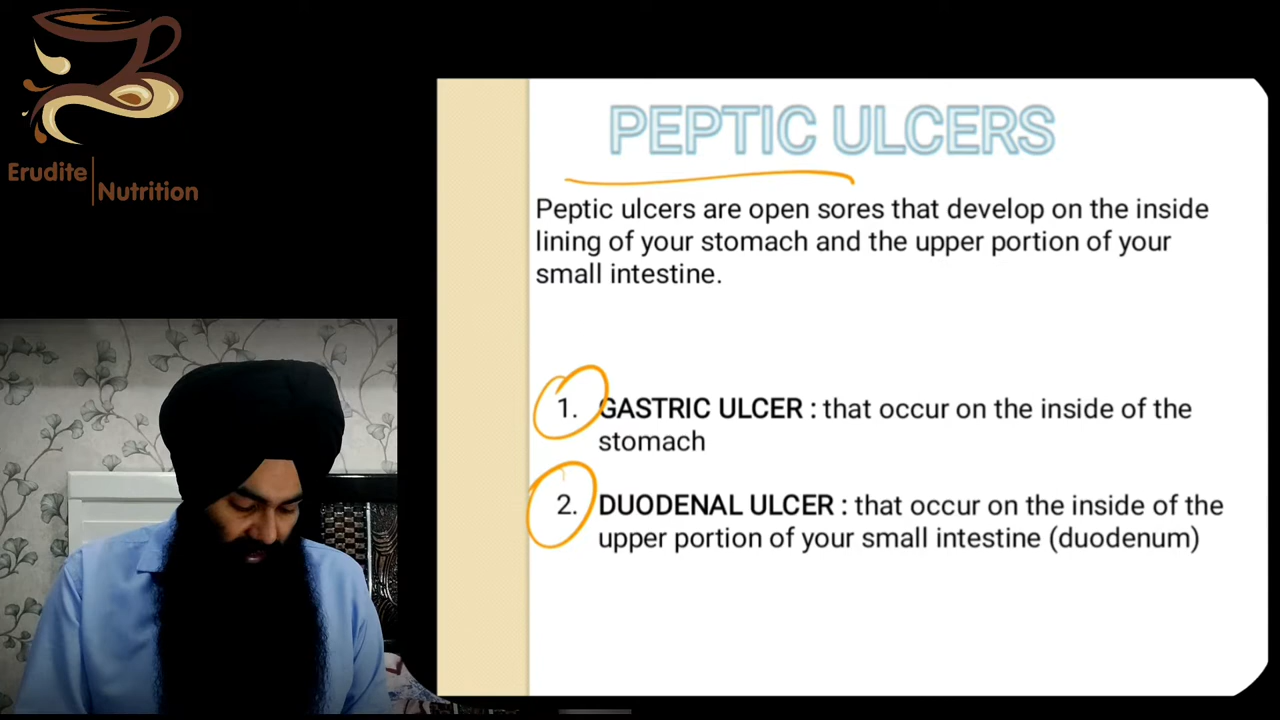 Erudite
Nutrition
PEPTIC ULCERS
Peptic ulcers are open sores that develop on the inside
lining of your stomach and the upper portion of your
small intestine.
1. GASTRIC ULCER : that occur on the inside of the
stomach
2. DUODENAL ULCER : that occur on the inside of the
upper portion of your small intestine (duodenum)